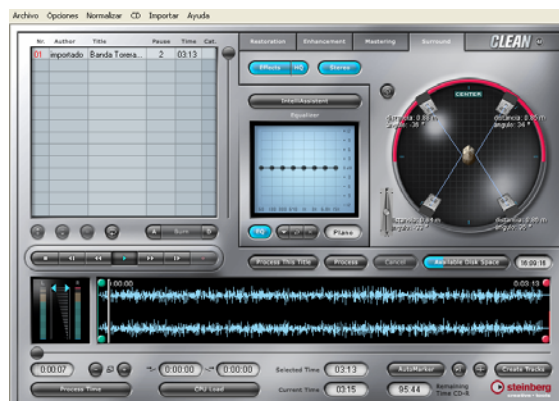 Archivo Opciones Normalizar CD Importar Ayuda
Nr. Author Title Pause Time Cat.
01 importado Banda Torera... 2 03:13
Restoration Enhancement Mastering Surround CLEAN
Effects HQ Stereo
IntelliAssistent
Equalizer
CENTER
ángulo: 34 °
EQ Plano
A Burn B
Process This Title Process Cancel Available Disk Space 16:09:16
00:00 0:03:13
0:00:07 0:00:00 0:00:00 Selected Time 03:13 AutoMarker Create Tracks
Process Time CPU Load Current Time 03:15 95:44 Remaining Time CD-R steinberg